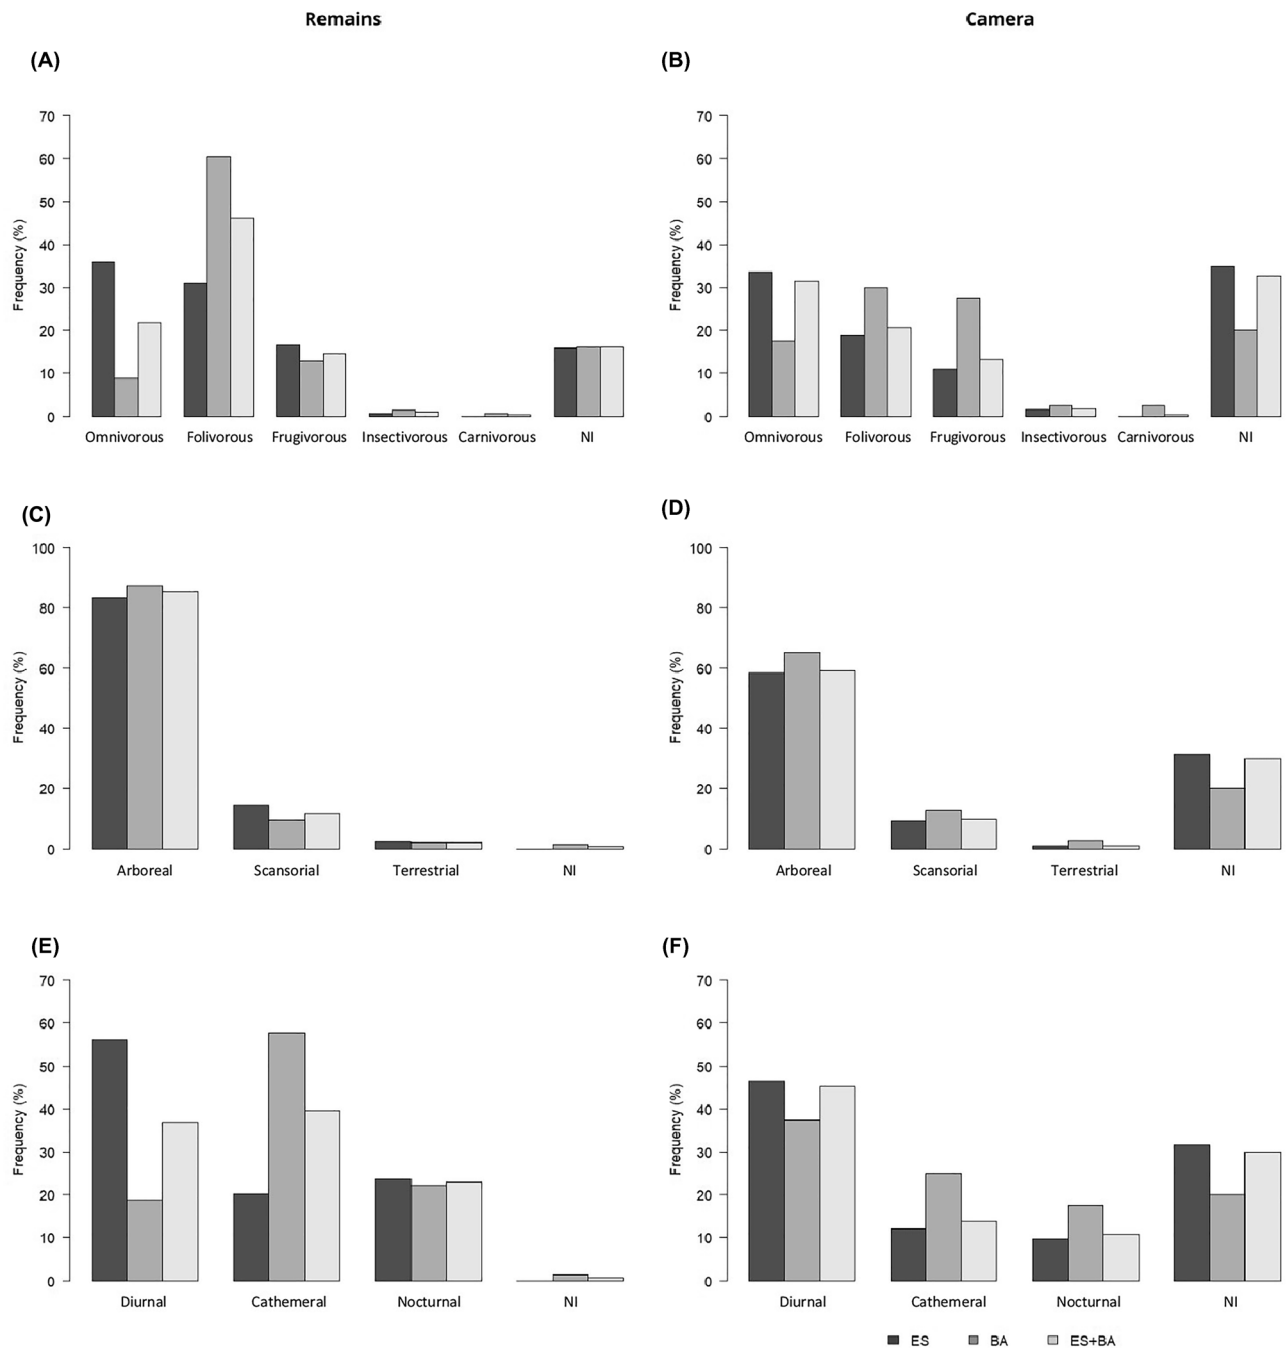 Remains
Camera
(A)
(B)
Frequency (%)
70
60
50
40
30
20
10
0
Omnivorous Folivorous Frugivorous Insectivorous Carnivorous NI
Frequency (%)
70
60
50
40
30
20
10
0
Omnivorous Folivorous Frugivorous Insectivorous Carnivorous NI
(C)
(D)
Frequency (%)
100
80
60
40
20
0
Arboreal Scansorial Terrestrial NI
Frequency (%)
100
80
60
40
20
0
Arboreal Scansorial Terrestrial NI
(E)
(F)
Frequency (%)
70
60
50
40
30
20
10
0
Diurnal Cathemeral Nocturnal NI
Frequency (%)
70
60
50
40
30
20
10
0
Diurnal Cathemeral Nocturnal NI
ES BA ES+BA